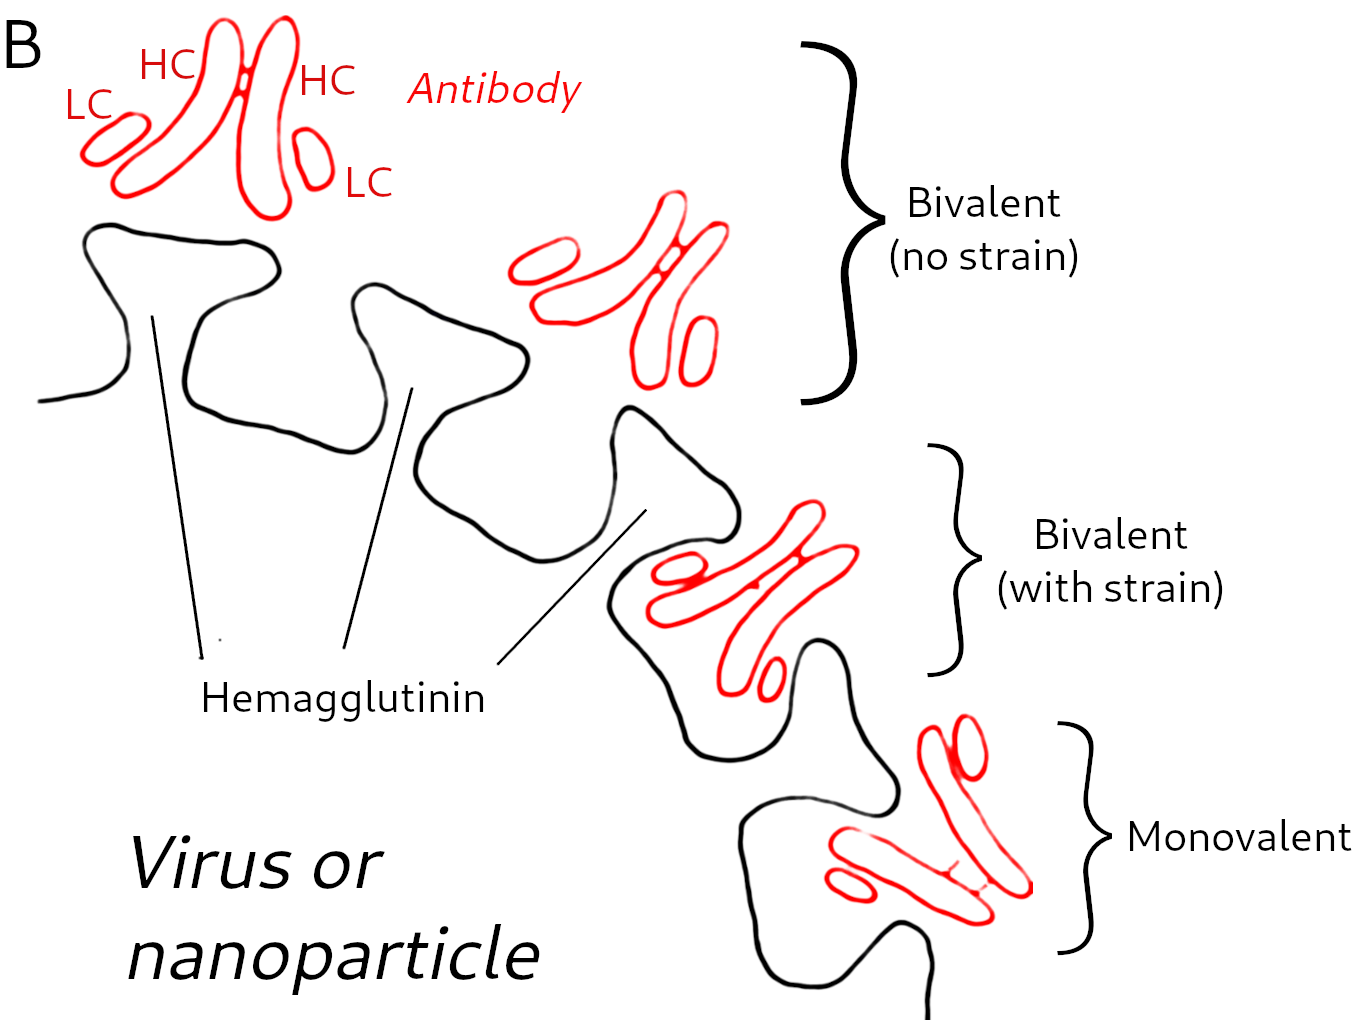 B
HC
HC
LC
LC
Antibody
Bivalent
(no strain)
Bivalent
(with strain)
Hemagglutinin
Monovalent
Virus or
nanoparticle